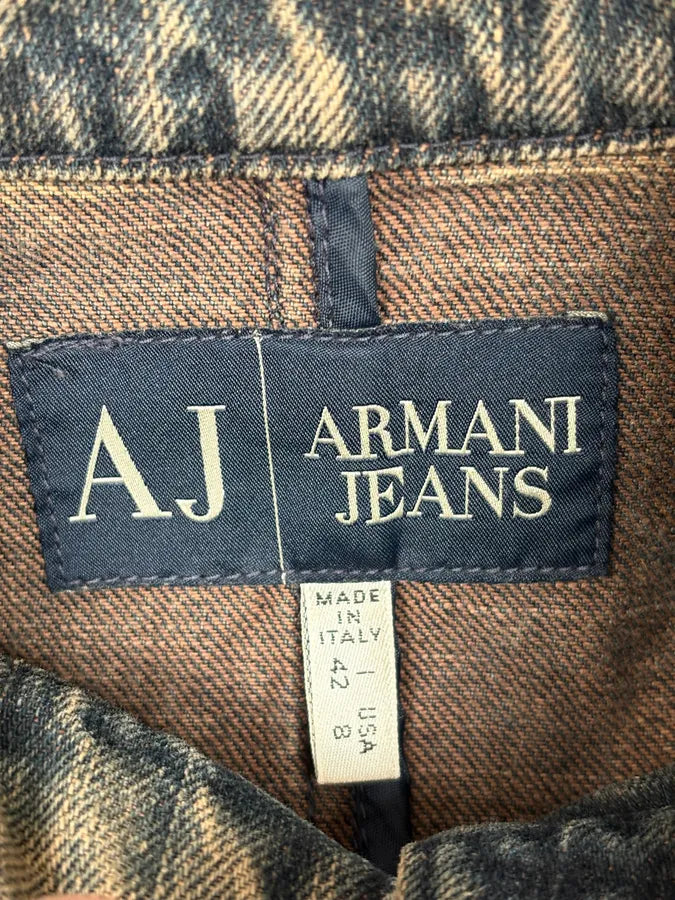 AJ
ARMANI
JEANS
MADE
IN
ITALY
I 42
USA 8